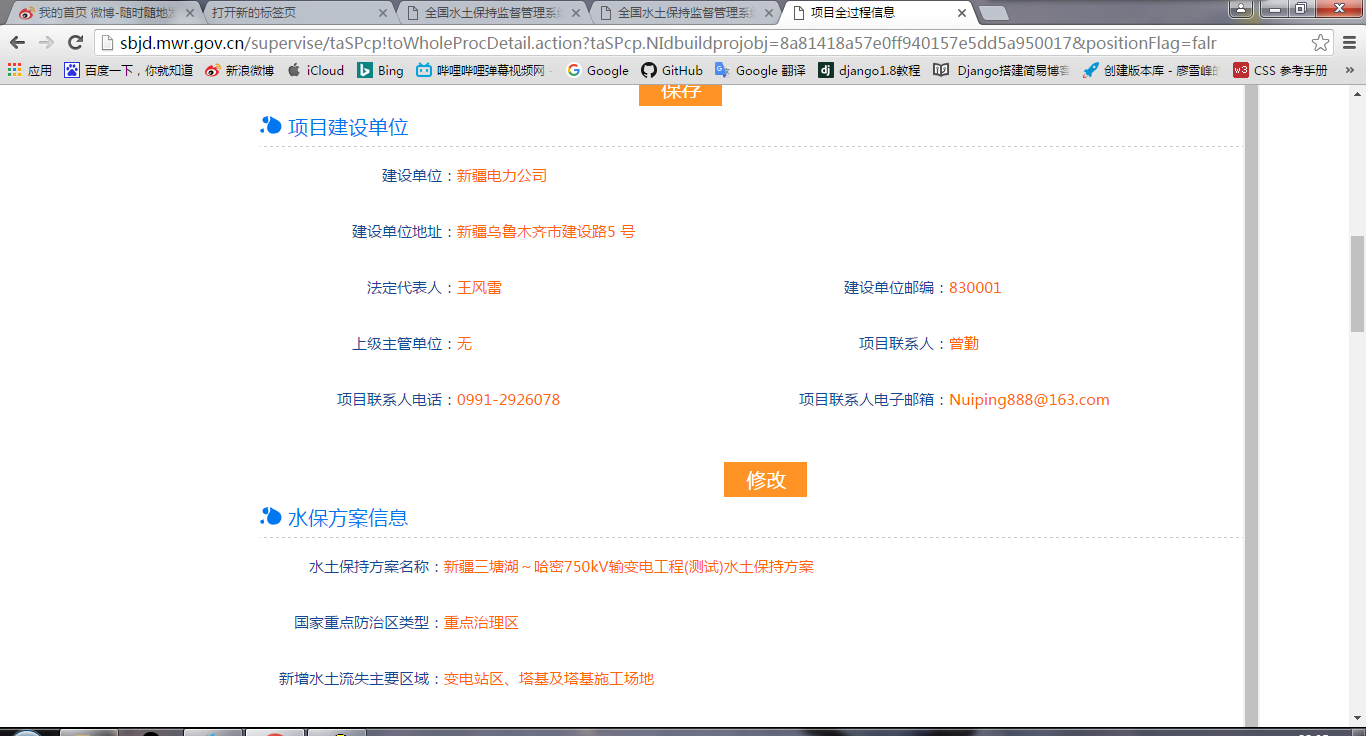 我的首页 微博-随时随地发
打开新的标签页
全国水土保持监督管理系统
全国水土保持监督管理系统
项目全过程信息
sbjd.mwr.gov.cn/supervise/taSPcp!toWholeProcDetail.action?taSPcp.NIdbuildprojobj=8a81418a57e0ff940157e5dd5a950017&positionFlag=falr
应用 百度一下，你就知道 新浪微博 iCloud Bing 哔哩哔哩弹幕视频网 - Google GitHub Google 翻译 django1.8教程 Django搭建简易博客 创建版本库 - 廖雪峰的 CSS 参考手册 »
保存
项目建设单位
建设单位：新疆电力公司
建设单位地址：新疆乌鲁木齐市建设路5 号
法定代表人：王风雷 建设单位邮编：830001
上级主管单位：无 项目联系人：曾勤
项目联系人电话：0991-2926078 项目联系人电子邮箱：Nuiping888@163.com
修改
水保方案信息
水土保持方案名称：新疆三塘湖～哈密750kV输变电工程(测试)水土保持方案
国家重点防治区类型：重点治理区
新增水土流失主要区域：变电站区、塔基及塔基施工场地